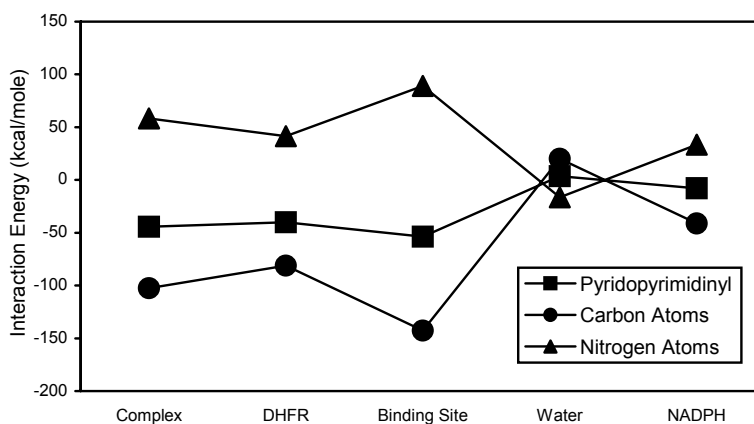 Interaction Energy (kcal/mole)
150
100
50
0
-50
-100
-150
-200
Pyridopyrimidinyl
Carbon Atoms
Nitrogen Atoms
Complex DHFR Binding Site Water NADPH